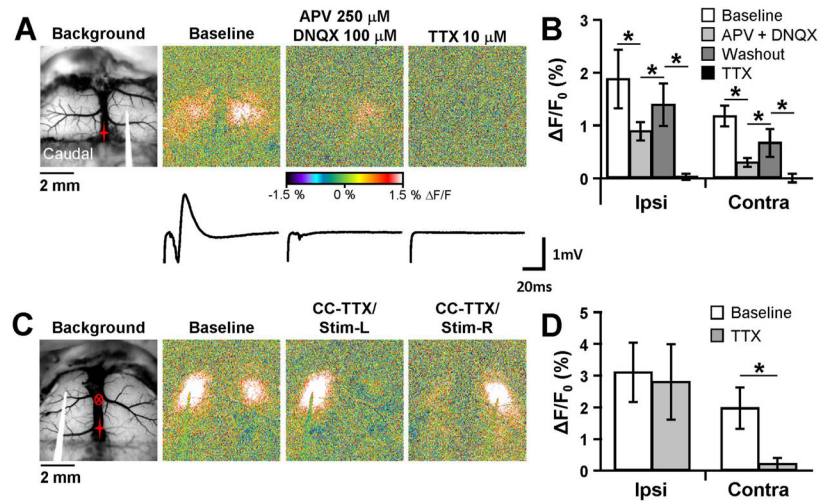 A
Background
Baseline
APV 250 µM
DNQX 100 µM
TTX 10 µM
Caudal
2 mm
-1.5 %
0 %
1.5 % ΔF/F
1mV
20ms
B
ΔF/F0 (%)
3
2
1
0
Baseline
APV + DNQX
Washout
TTX
*
*
*
*
*
*
Ipsi
Contra
C
Background
Baseline
CC-TTX/
Stim-L
CC-TTX/
Stim-R
2 mm
D
ΔF/F0 (%)
5
4
3
2
1
0
Baseline
TTX
*
Ipsi
Contra